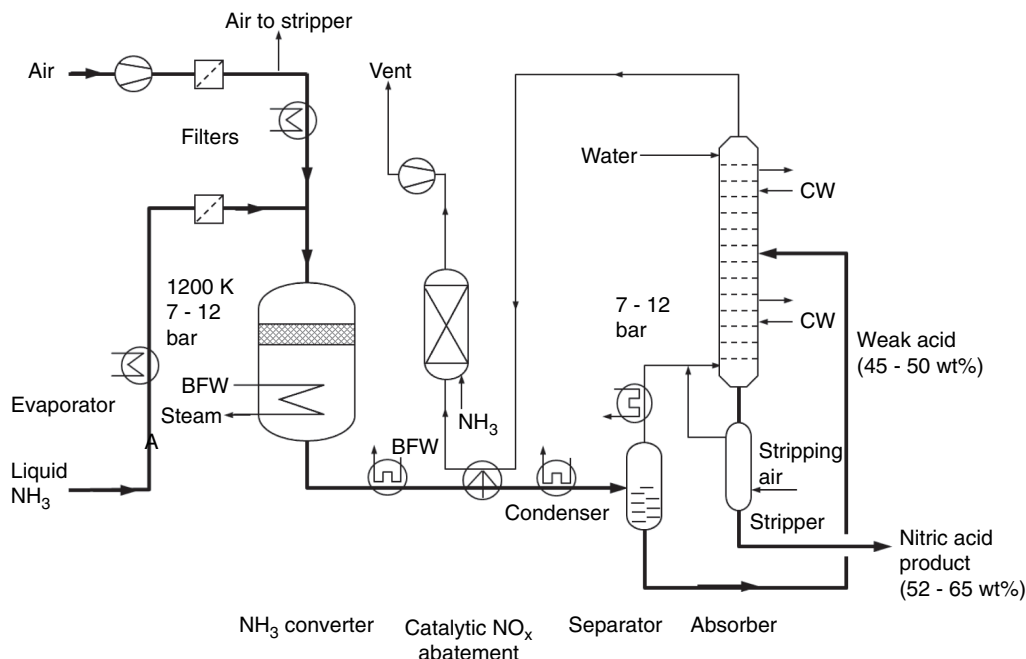 Air to stripper
Air
Vent
Filters
Water
CW
1200 K
7 - 12
bar
7 - 12
bar
CW
Weak acid
(45 - 50 wt%)
BFW
Evaporator
Steam
NH3
A
BFW
Liquid
NH3
Stripping
air
Condenser
Stripper
Nitric acid
product
(52 - 65 wt%)
NH3 converter
Catalytic NOx
abatement
Separator
Absorber